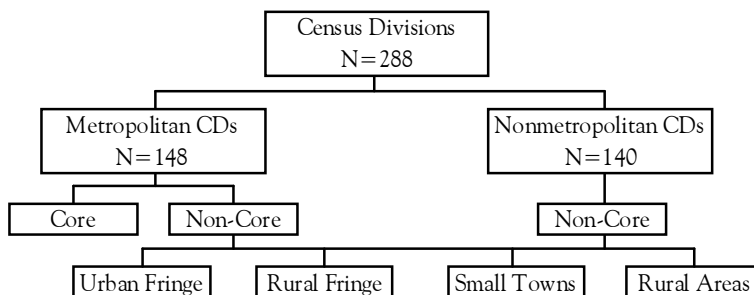 Census Divisions
N=288
Metropolitan CDs
N=148
Nonmetropolitan CDs
N=140
Core
Non-Core
Non-Core
Urban Fringe
Rural Fringe
Small Towns
Rural Areas